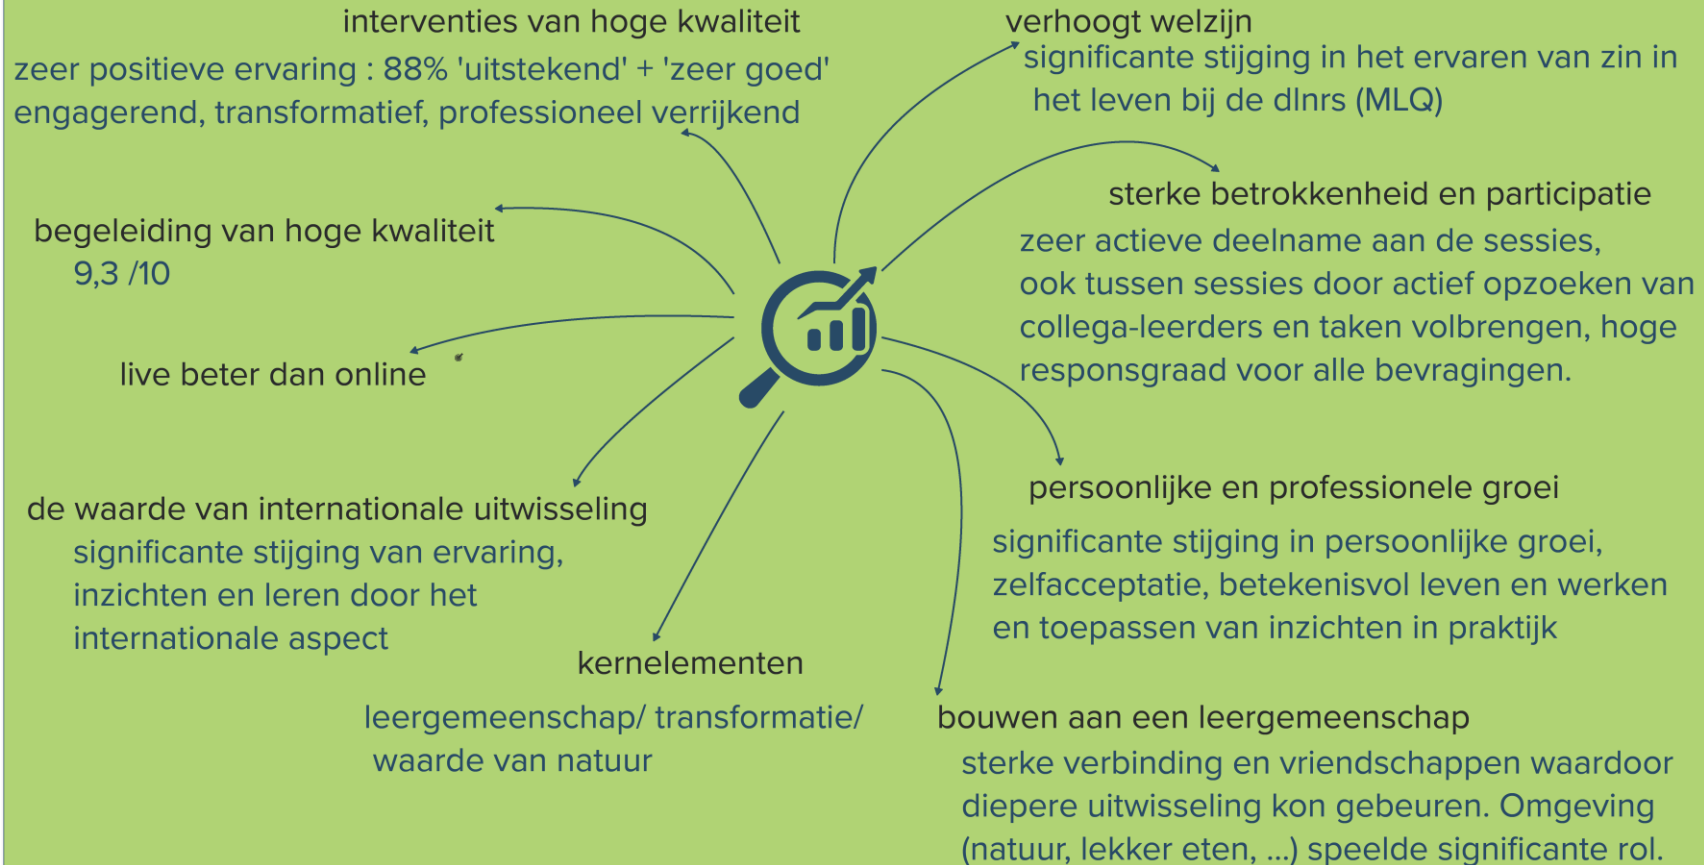 interventies van hoge kwaliteit
zeer positieve ervaring : 88% 'uitstekend' + 'zeer goed'
engagerend, transformatief, professioneel verrijkend
verhoogt welzijn
significante stijging in het ervaren van zin in
het leven bij de dlnrs (MLQ)
begeleiding van hoge kwaliteit
9,3 /10
sterke betrokkenheid en participatie
zeer actieve deelname aan de sessies,
ook tussen sessies door actief opzoeken van
collega-leerders en taken volbrengen, hoge
responsgraad voor alle bevragingen.
live beter dan online
de waarde van internationale uitwisseling
significante stijging van ervaring,
inzichten en leren door het
internationale aspect
persoonlijke en professionele groei
significante stijging in persoonlijke groei,
zelfacceptatie, betekenisvol leven en werken
en toepassen van inzichten in praktijk
kernelementen
leergemeenschap/ transformatie/
waarde van natuur
bouwen aan een leergemeenschap
sterke verbinding en vriendschappen waardoor
diepere uitwisseling kon gebeuren. Omgeving
(natuur, lekker eten, ...) speelde significante rol.